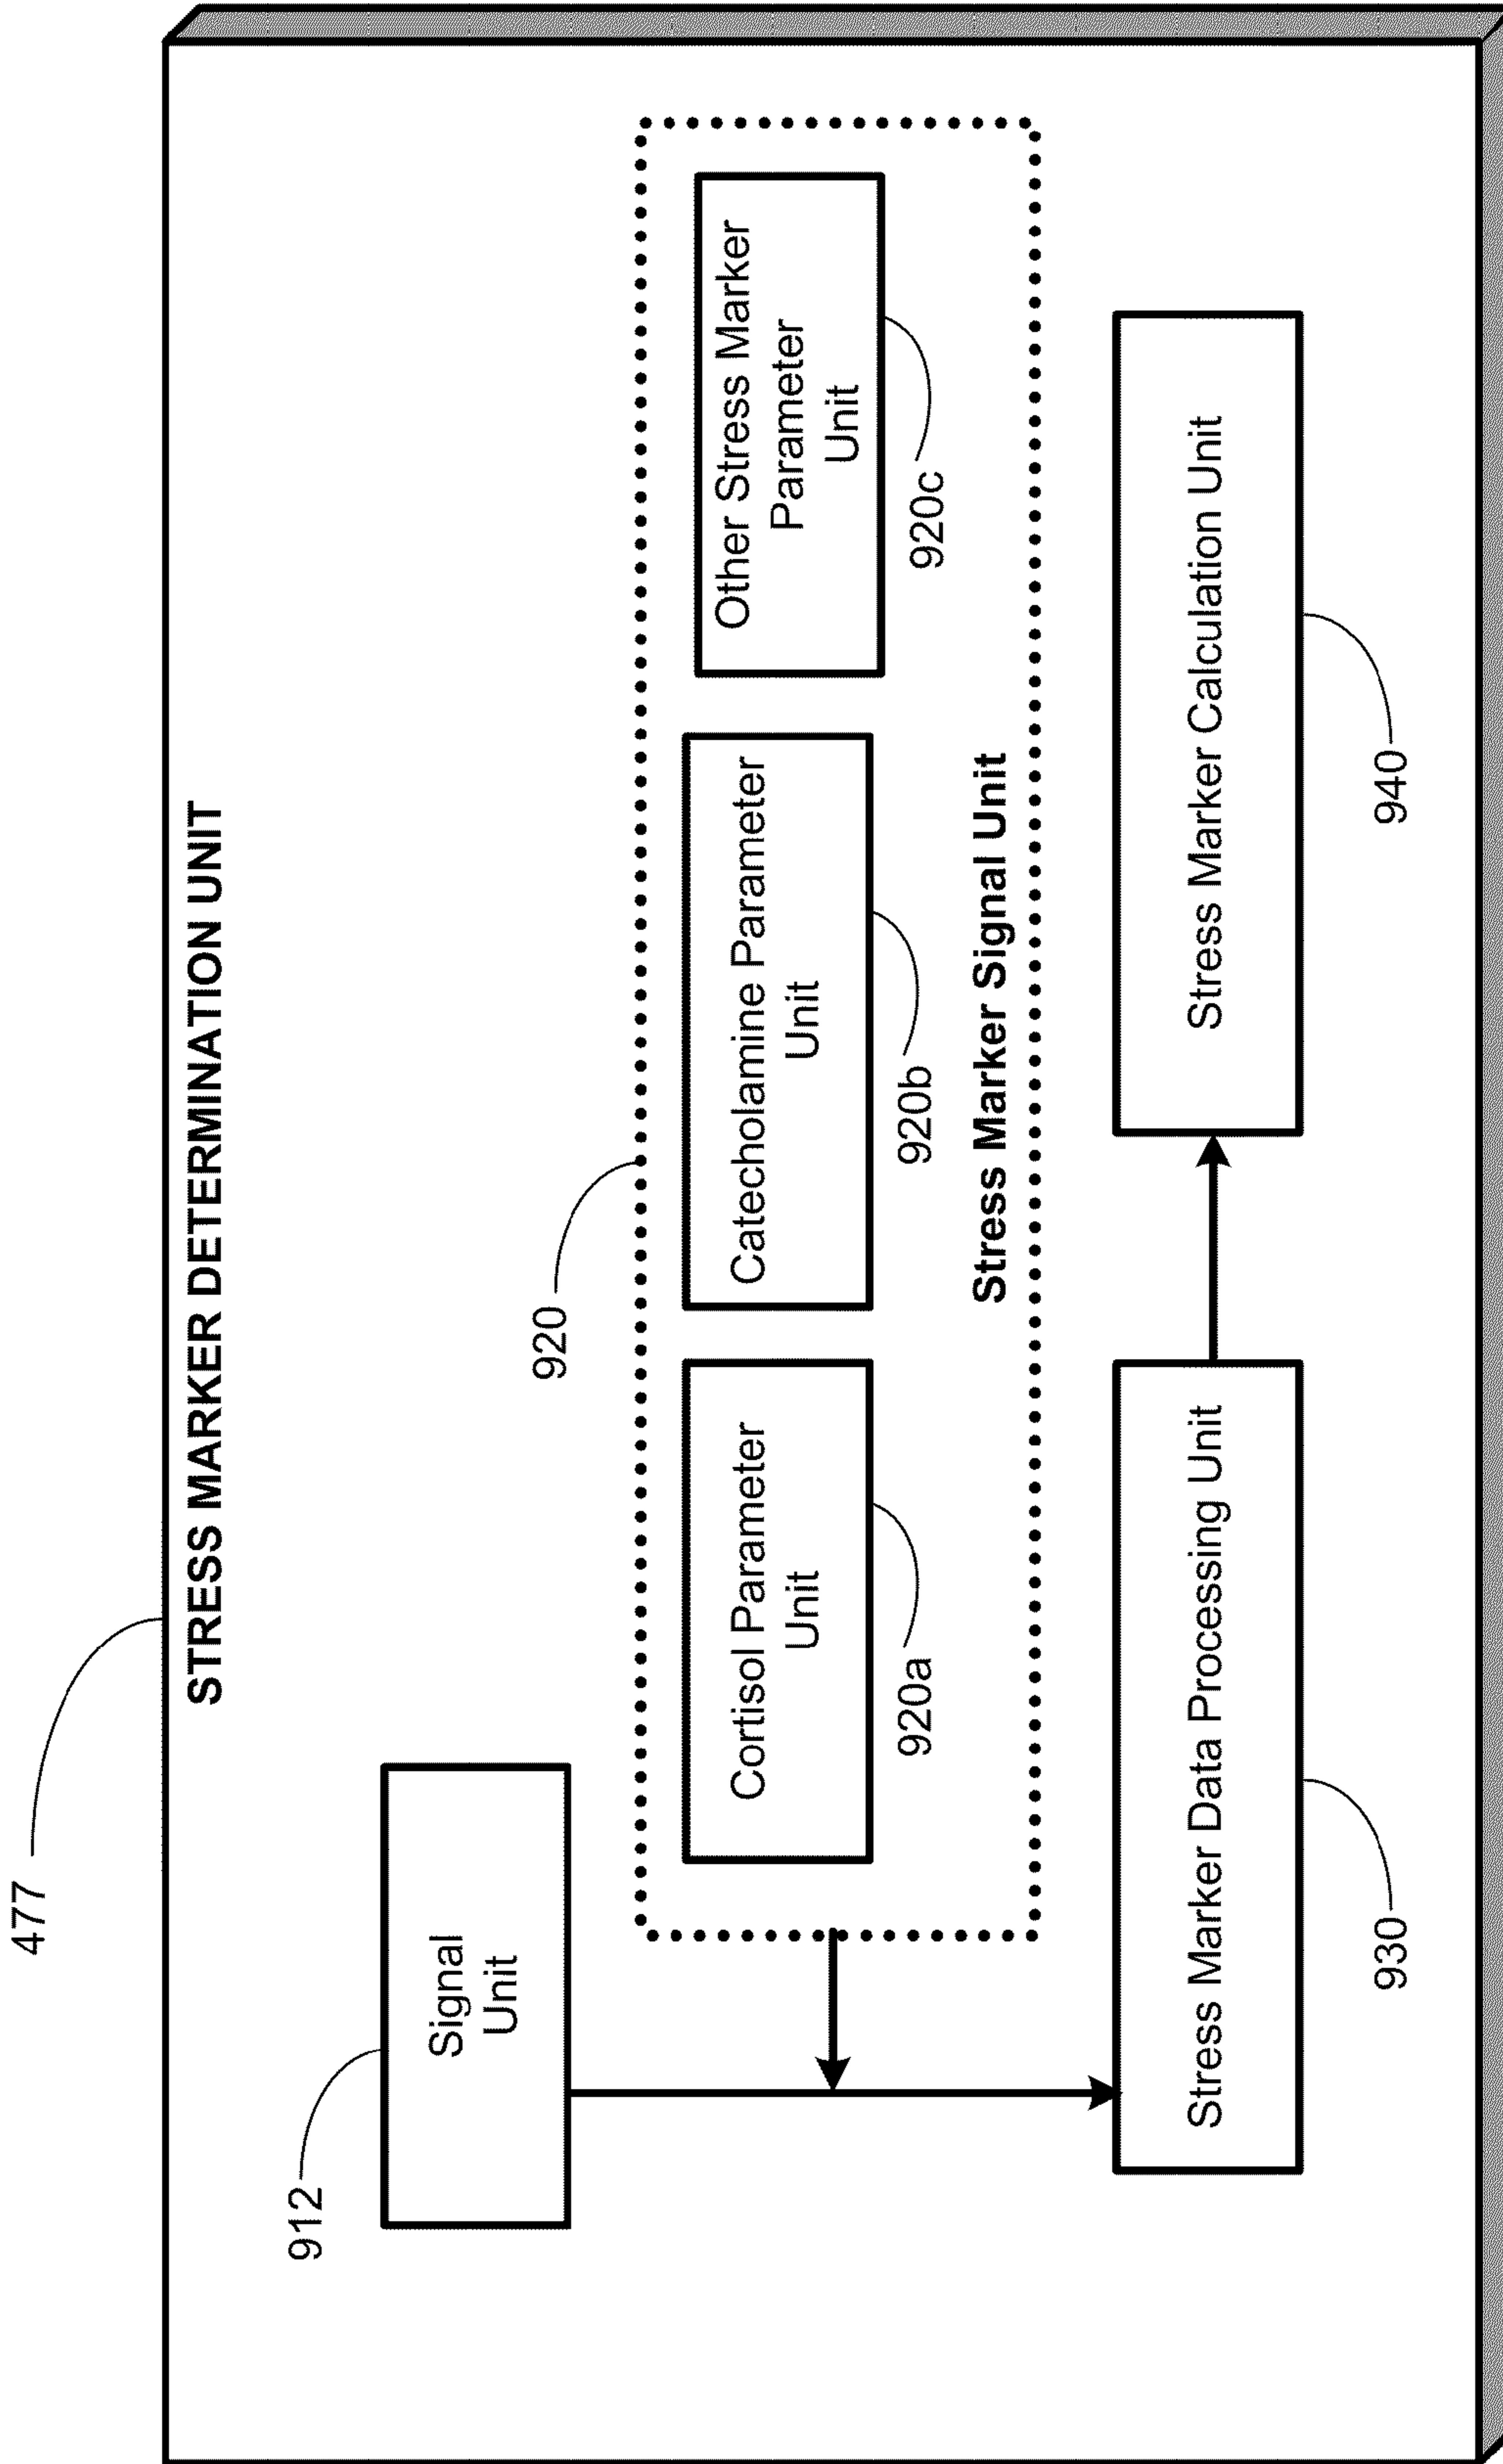 477
STRESS MARKER DETERMINATION UNIT
912
Signal
Unit
920
Cortisol Parameter
Unit
920a
Catecholamine Parameter
Unit
920b
Other Stress Marker
Parameter
Unit
920c
Stress Marker Signal Unit
Stress Marker Data Processing Unit
930
Stress Marker Calculation Unit
940